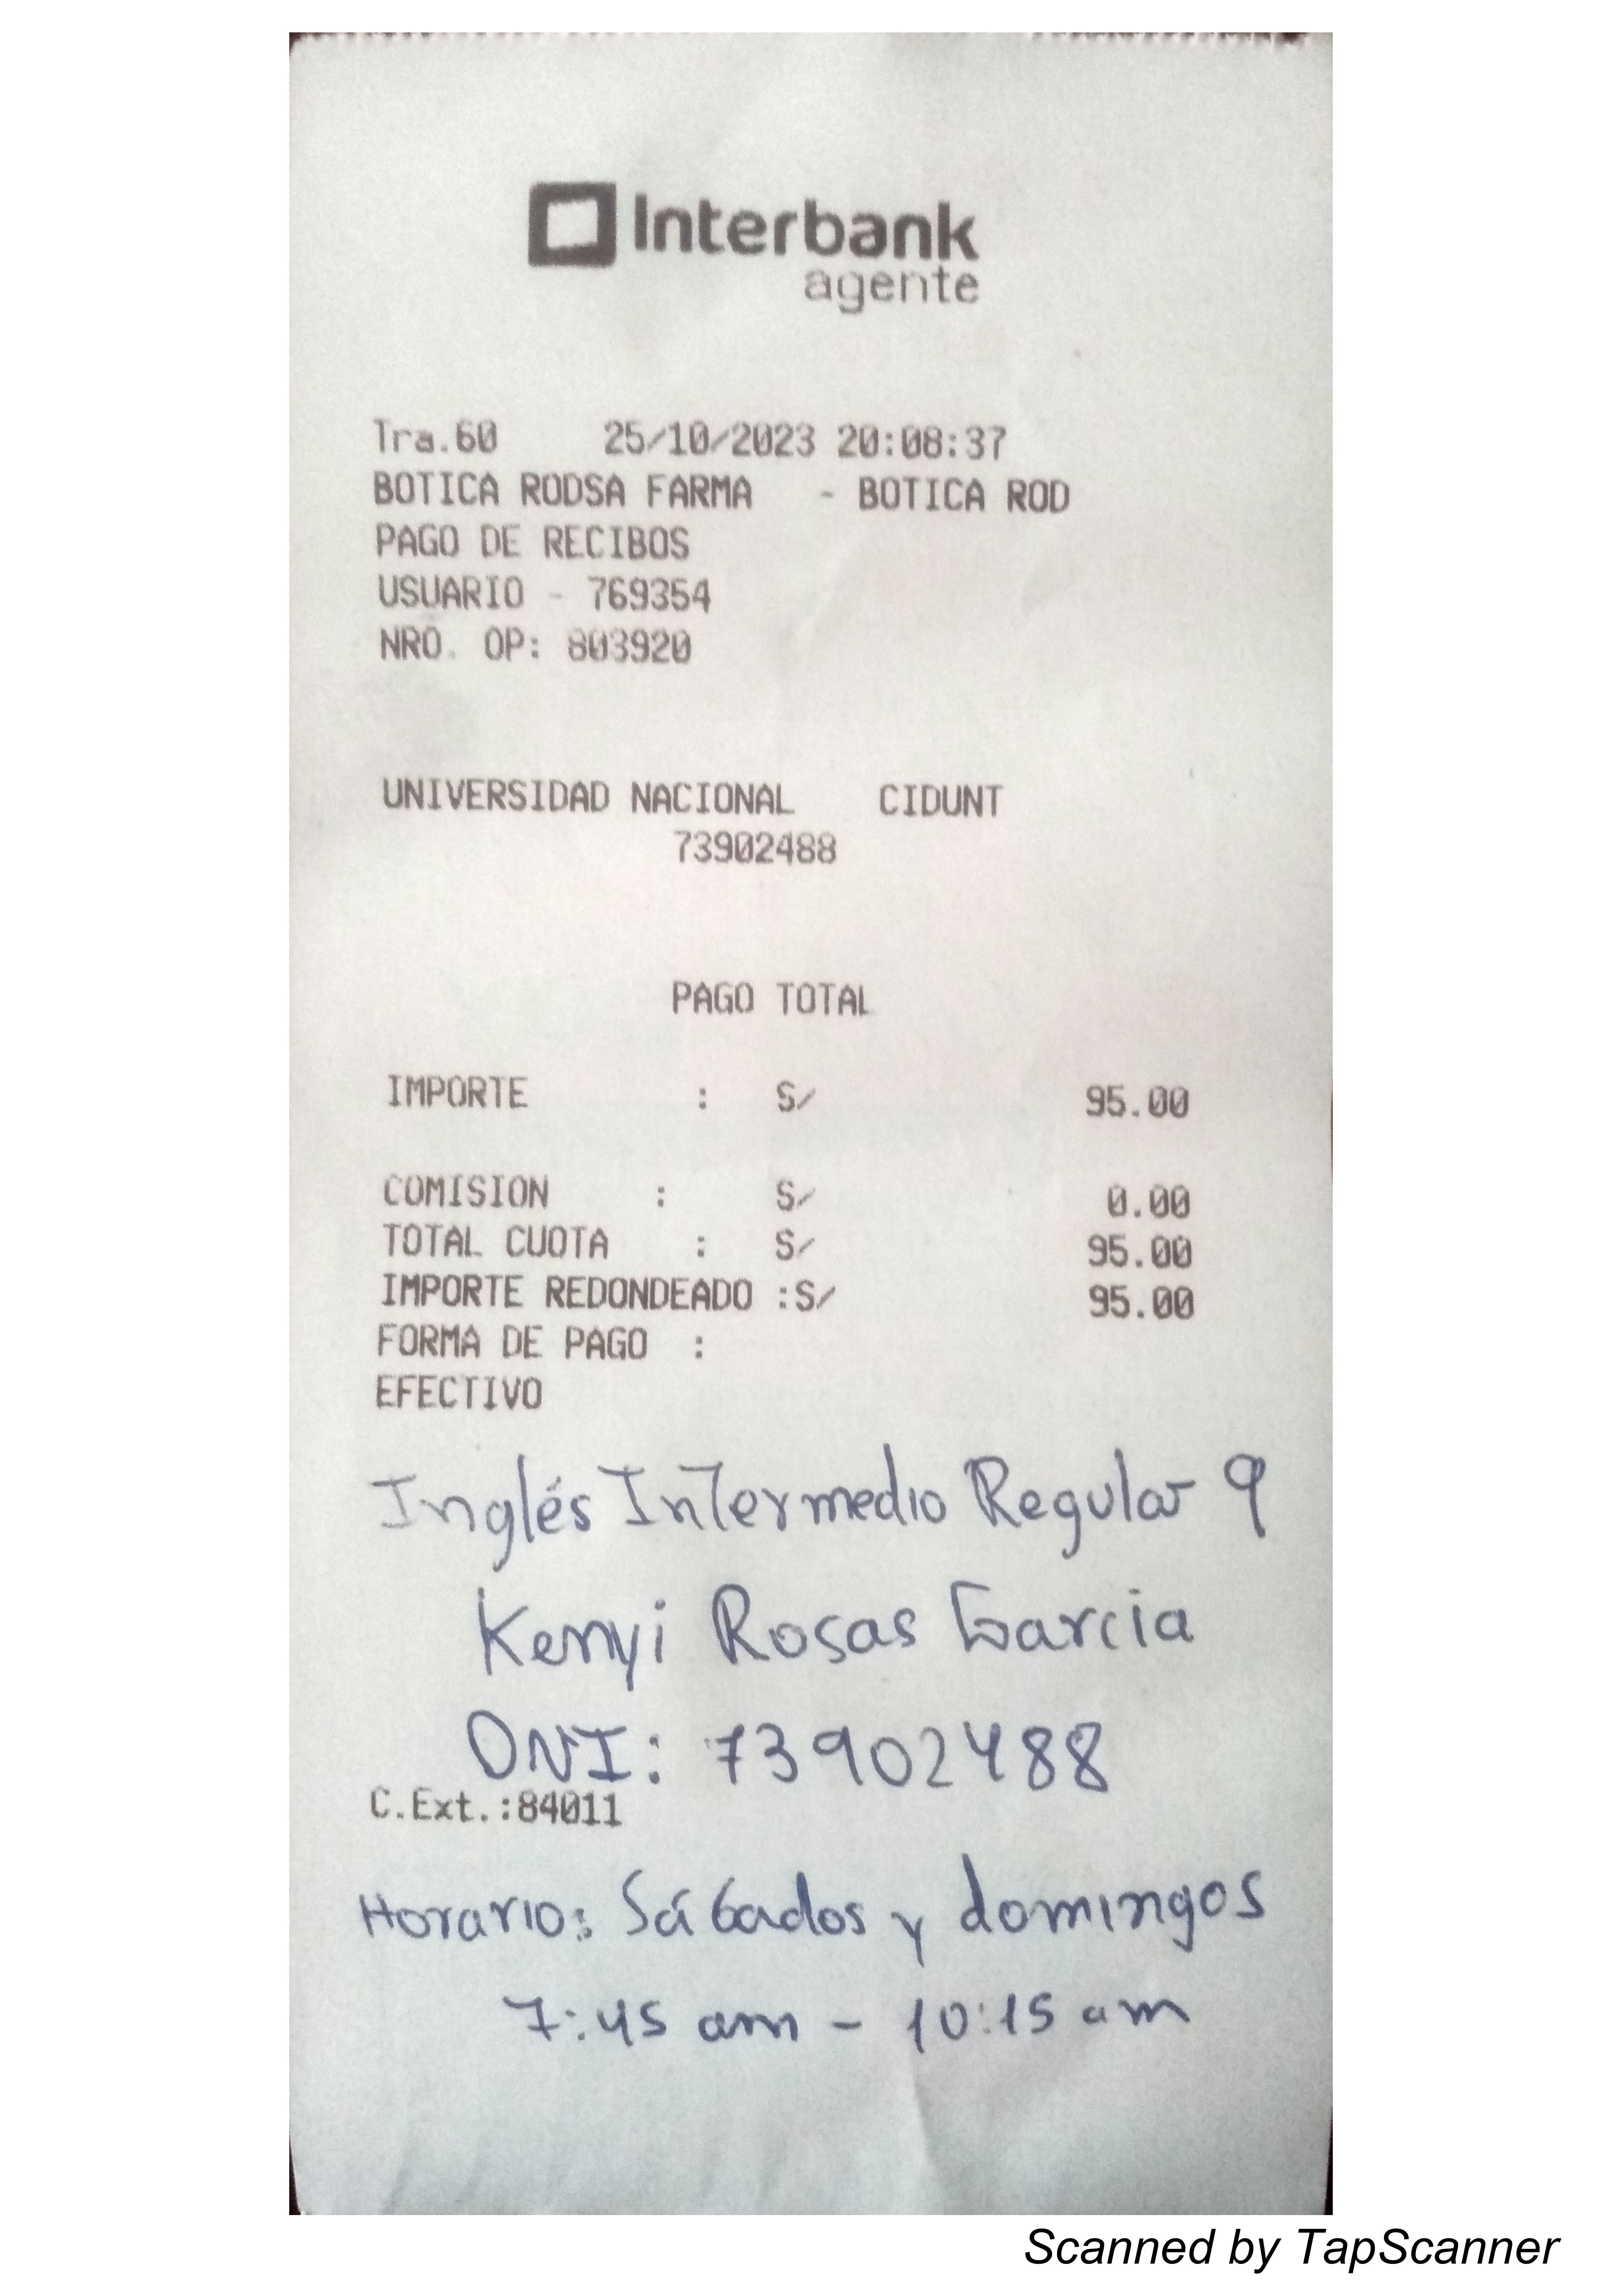 Interbank
agente
Tra.60 25/10/2023 20:08:37
BOTICA RODSA FARMA - BOTICA ROD
PAGO DE RECIBOS
USUARIO - 769354
NRO. OP: 803920
UNIVERSIDAD NACIONAL CIDUNT
73902488
PAGO TOTAL
IMPORTE : S/ 95.00
COMISION : S/ 0.00
TOTAL CUOTA : S/ 95.00
IMPORTE REDONDEADO :S/ 95.00
FORMA DE PAGO :
EFECTIVO
Inglés Intermedio Regular 9
Kenyi Rosas Garcia
DNI: 73902488
C.Ext.:84011
Horario: Sábados y domingos
7:45 am - 10:15 am
Scanned by TapScanner